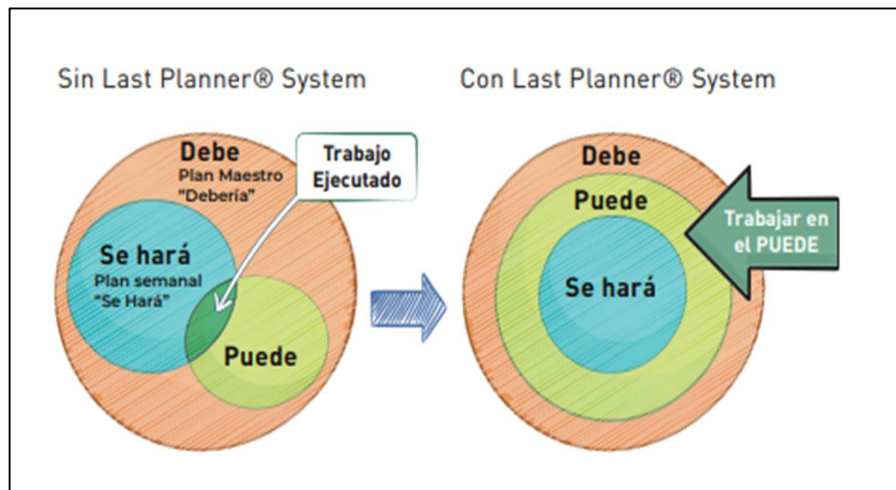 Sin Last Planner® System
Debe
Plan Maestro
"Debería"
Trabajo
Ejecutado
Se hará
Plan semanal
"Se Hará"
Puede
Con Last Planner® System
Debe
Puede
Se hará
Trabajar en
el PUEDE